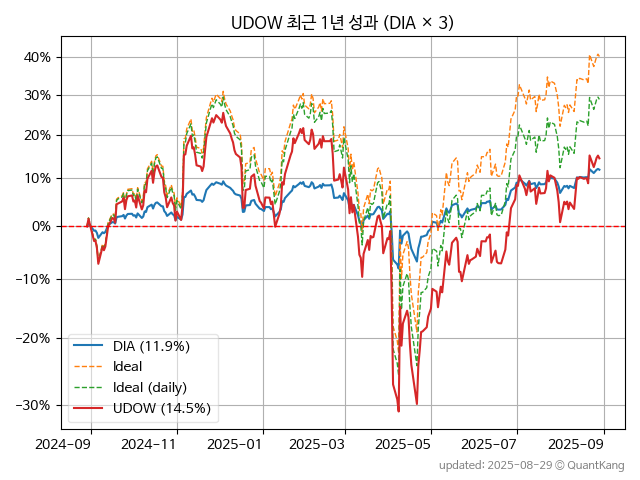 UDOW 최근 1년 성과 (DIA × 3)
40%
30%
20%
10%
0%
−10%
−20%
−30%
DIA (11.9%)
Ideal
Ideal (daily)
UDOW (14.5%)
2024-09
2024-11
2025-01
2025-03
2025-05
2025-07
2025-09
updated: 2025-08-29 © QuantKang